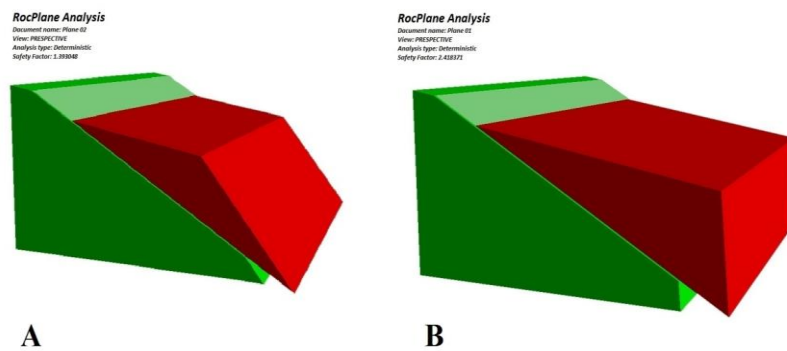 RocPlane Analysis
Document name: Plane 02
View: PRESPECTIVE
Analysis type: Deterministic
Safety Factor: 1.393048
A
RocPlane Analysis
Document name: Plane 01
View: PRESPECTIVE
Analysis type: Deterministic
Safety Factor: 2.418371
B